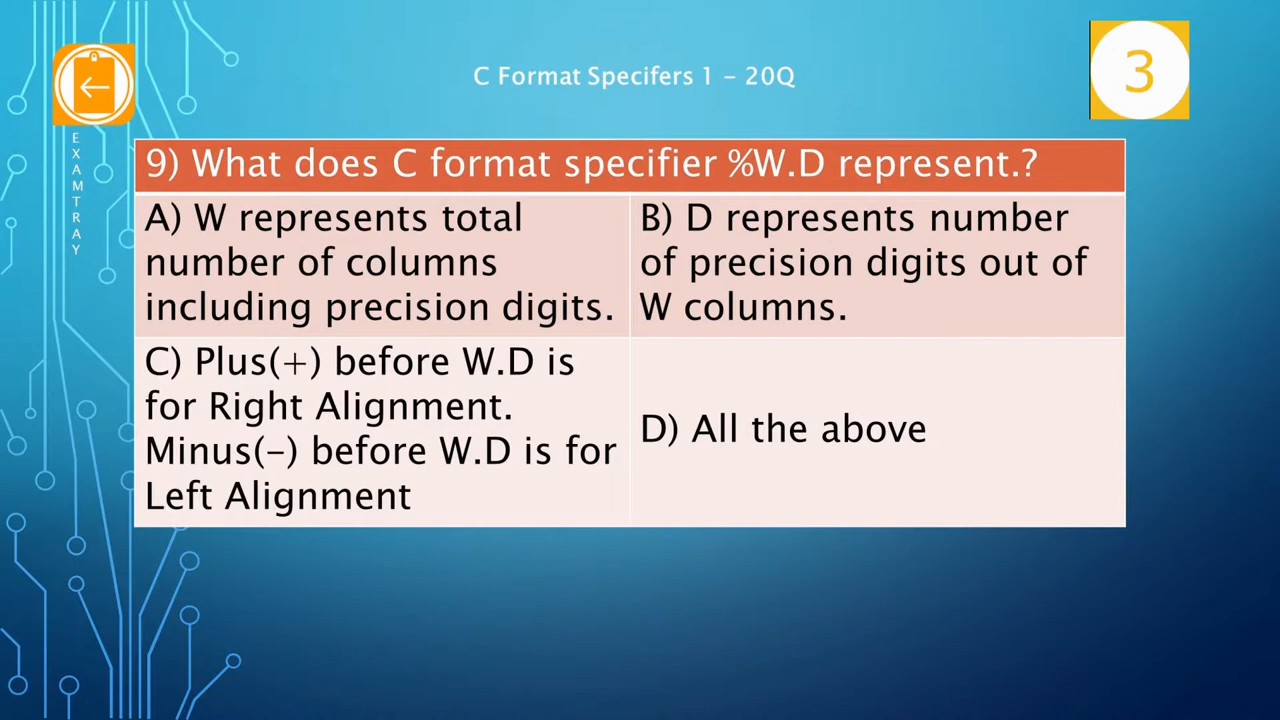 C Format Specifers 1 – 20Q
3
EXAMTRAY
9) What does C format specifier %W.D represent.?
A) W represents total
number of columns
including precision digits.
B) D represents number
of precision digits out of
W columns.
C) Plus(+) before W.D is
for Right Alignment.
Minus(–) before W.D is for
Left Alignment
D) All the above